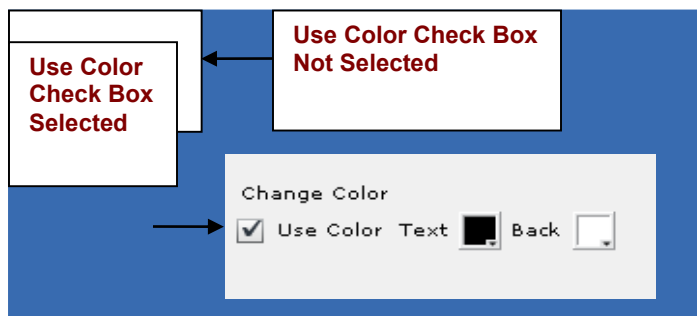 Use Color Check Box
Not Selected
Use Color
Check Box
Selected
Change Color
Use Color Text Back